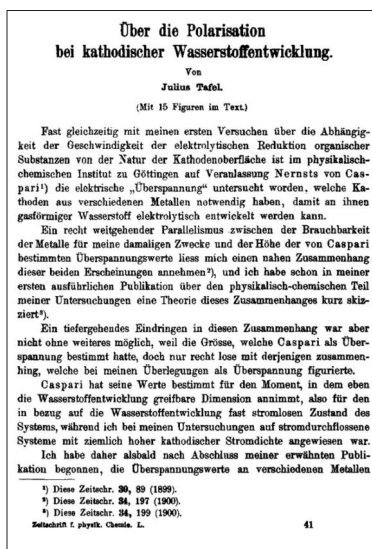 Über die Polarisation
bei kathodischer Wasserstoffentwicklung.
Von
Julius Tafel.
(Mit 15 Figuren im Text.)
Fast gleichzeitig mit meinen ersten Versuchen über die Abhängig-
keit der Geschwindigkeit der elektrolytischen Reduktion organischer
Substanzen von der Natur der Kathodenoberfläche ist im physikalisch-
chemischen Institut zu Göttingen auf Veranlassung Nernsts von Cas-
pari¹) die elektrische „Überspannung“ untersucht worden, welche Ka-
thoden aus verschiedenen Metallen notwendig haben, damit an ihnen
gasförmiger Wasserstoff elektrolytisch entwickelt werden kann.
Ein recht weitgehender Parallelismus zwischen der Brauchbarkeit
der Metalle für meine damaligen Zwecke und der Höhe der von Caspari
bestimmten Überspannungswerte liess mich einen nahen Zusammenhang
dieser beiden Erscheinungen annehmen²), und ich habe schon in meiner
ersten ausführlichen Publikation über den physikalisch-chemischen Teil
meiner Untersuchungen eine Theorie dieses Zusammenhanges kurz skiz-
ziert³).
Ein tiefergehendes Eindringen in diesen Zusammenhang war aber
nicht ohne weiteres möglich, weil die Grösse, welche Caspari als Über-
spannung bestimmt hatte, doch nur recht lose mit derjenigen zusammen-
hing, welche bei meinen Überlegungen als Überspannung figurierte.
Caspari hat seine Werte bestimmt für den Moment, in dem eben
die Wasserstoffentwicklung greifbare Dimension annimmt, also für den
in bezug auf die Wasserstoffentwicklung fast stromlosen Zustand des
Systems, während ich bei meinen Untersuchungen auf stromdurchflossene
Systeme mit ziemlich hoher kathodischer Stromdichte angewiesen war.
Ich habe daher alsbald nach Abschluss meiner erwähnten Publi-
kation begonnen, die Überspannungswerte an verschiedenen Metallen
¹) Diese Zeitschr. 30, 89 (1899).
²) Diese Zeitschr. 34, 197 (1900).
³) Diese Zeitschr. 34, 199 (1900).
Zeitschrift f. physik. Chemie. L. 41